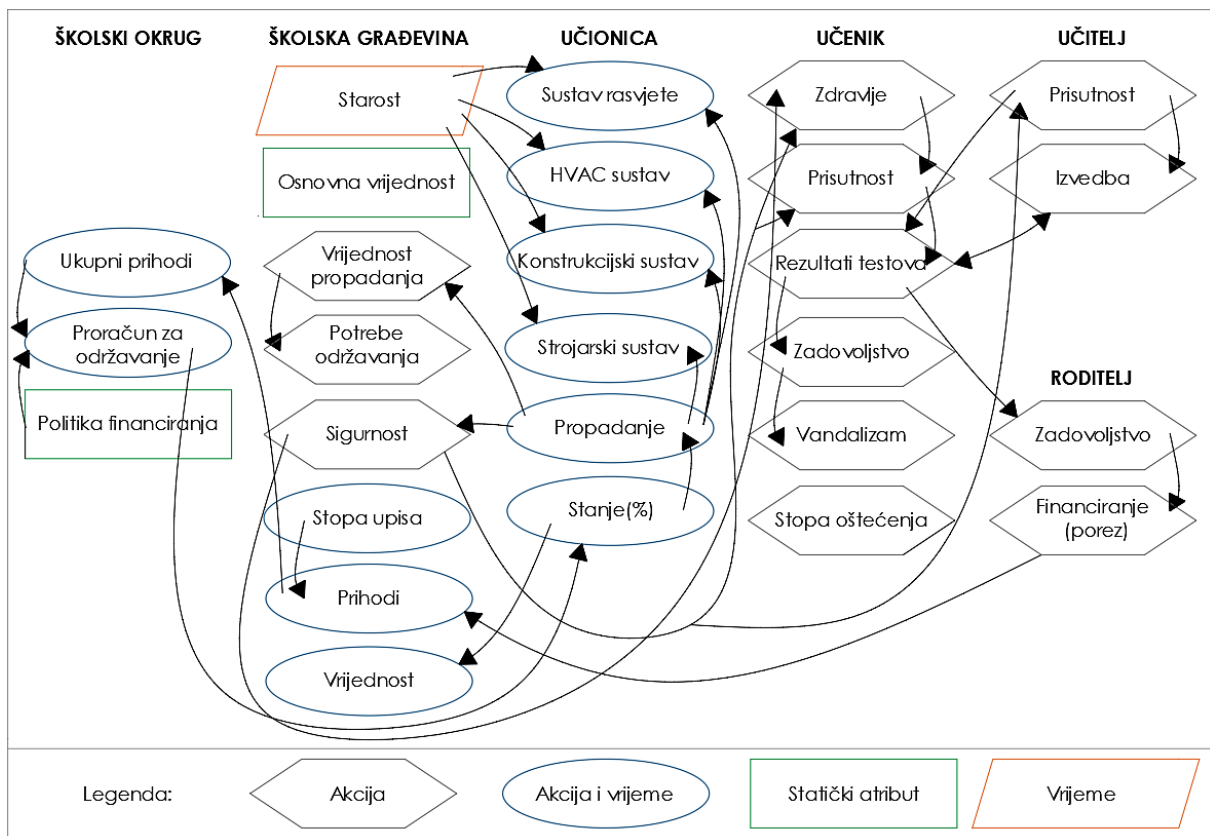 ŠKOLSKI OKRUG
ŠKOLSKA GRAĐEVINA
UČIONICA
UČENIK
UČITELJ
Starost
Sustav rasvjete
Zdravlje
Prisutnost
Osnovna vrijednost
HVAC sustav
Prisutnost
Izvedba
Ukupni prihodi
Vrijednost
propadanja
Konstrukcijski sustav
Rezultati testova
Proračun za
održavanje
Potrebe
održavanja
Strojarski sustav
Zadovoljstvo
RODITELJ
Politika financiranja
Sigurnost
Propadanje
Vandalizam
Zadovoljstvo
Stopa upisa
Stanje(%)
Stopa oštećenja
Financiranje
(porez)
Prihodi
Vrijednost
Legenda:
Akcija
Akcija i vrijeme
Statički atribut
Vrijeme